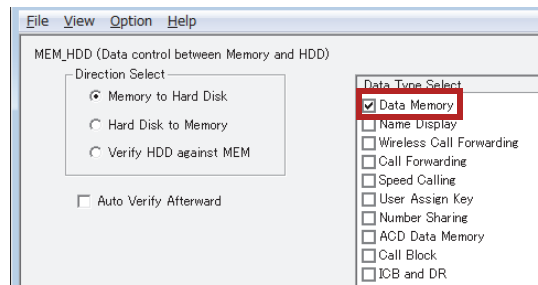 File View Option Help
MEM_HDD (Data control between Memory and HDD)
Direction Select
Memory to Hard Disk
Hard Disk to Memory
Verify HDD against MEM
Auto Verify Afterward
Data Type Select
Data Memory
Name Display
Wireless Call Forwarding
Call Forwarding
Speed Calling
User Assign Key
Number Sharing
ACD Data Memory
Call Block
ICB and DR